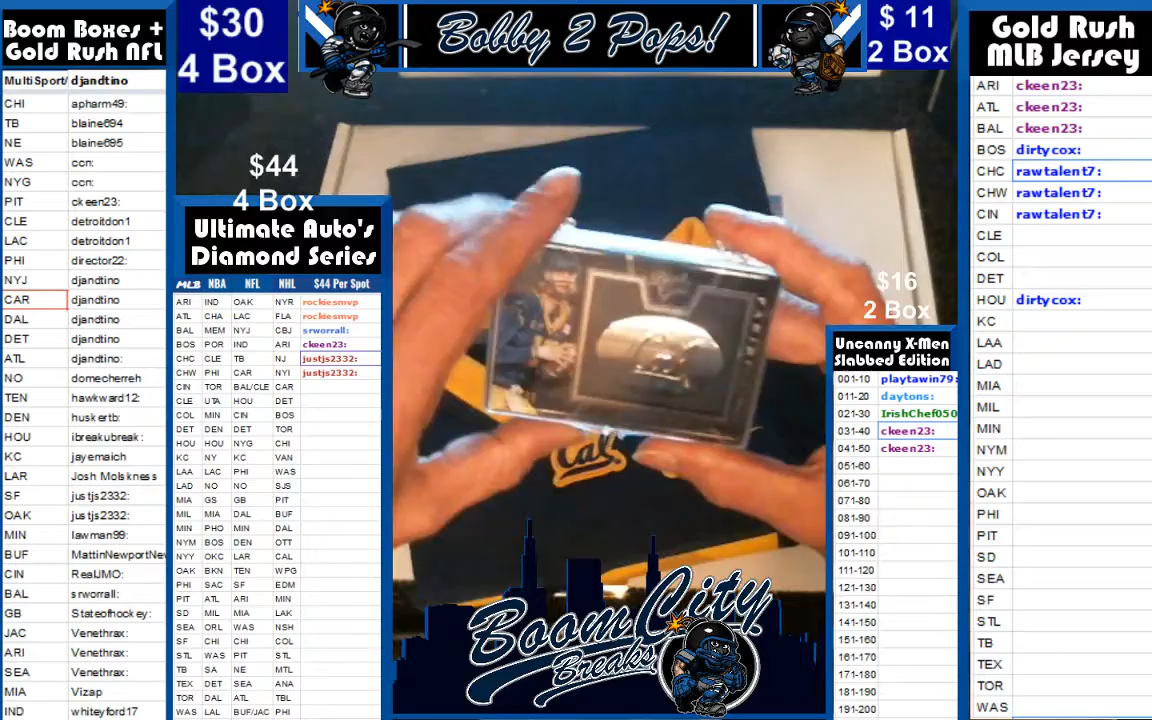 Boom Boxes +
Gold Rush NFL
MultiSport/ djandtino
CHI apharm49:
TB blaine694
NE blaine695
WAS ccn:
NYG ccn:
PIT ckeen23:
CLE detroitdon1
LAC detroitdon1
PHI director22:
NYJ djandtino
CAR djandtino
DAL djandtino
DET djandtino
ATL djandtino:
NO domecherreh
TEN hawkward12:
DEN huskertb:
HOU ibreakubreak:
KC jayemaich
LAR Josh Molskness
SF justjs2332:
OAK justjs2332:
MIN lawman99:
BUF MattinNewportNew
CIN RealJMO:
BAL srworrall:
GB Stateofhockey:
JAC Venethrax:
ARI Venethrax:
SEA Venethrax:
MIA Vizap
IND whiteyford17
$30
4 Box
Bobby 2 Pops!
$ 11
2 Box
$44
4 Box
Ultimate Auto's
Diamond Series
MLB NBA NFL NHL $44 Per Spot
ARI IND OAK NYR rockiesmvp
ATL CHA LAC FLA rockiesmvp
BAL MEM NYJ CBJ srworrall:
BOS POR IND ARI ckeen23:
CHC CLE TB NJ justjs2332:
CHW PHI CAR NYI justjs2332:
CIN TOR BAL/CLE CAR
CLE UTA HOU DET
COL MIN CIN BOS
DET DEN DET TOR
HOU HOU NYG CHI
KC NY KC VAN
LAA LAC PHI WAS
LAD NO NO SJS
MIA GS GB PIT
MIL MIA DAL BUF
MIN PHO MIN DAL
NYM BOS DEN OTT
NYY OKC LAR CAL
OAK BKN TEN WPG
PHI SAC SF EDM
PIT ATL ARI MIN
SD MIL MIA LAK
SEA ORL WAS NSH
SF CHI CHI COL
STL WAS PIT STL
TB SA NE MTL
TEX DET SEA ANA
TOR DAL ATL TBL
WAS LAL BUF/JAC PHI
Cal
Boom City
Breaks
$16
2 Box
Uncanny X-Men
Slabbed Edition
001-10 playtawin79:
011-20 daytons:
021-30 IrishChef050
031-40 ckeen23:
041-50 ckeen23:
051-60
061-70
071-80
081-90
091-100
101-110
111-120
121-130
131-140
141-150
151-160
161-170
171-180
181-190
191-200
Gold Rush
MLB Jersey
ARI ckeen23:
ATL ckeen23:
BAL ckeen23:
BOS dirtycox:
CHC rawtalent7:
CHW rawtalent7:
CIN rawtalent7:
CLE
COL
DET
HOU dirtycox:
KC
LAA
LAD
MIA
MIL
MIN
NYM
NYY
OAK
PHI
PIT
SD
SEA
SF
STL
TB
TEX
TOR
WAS